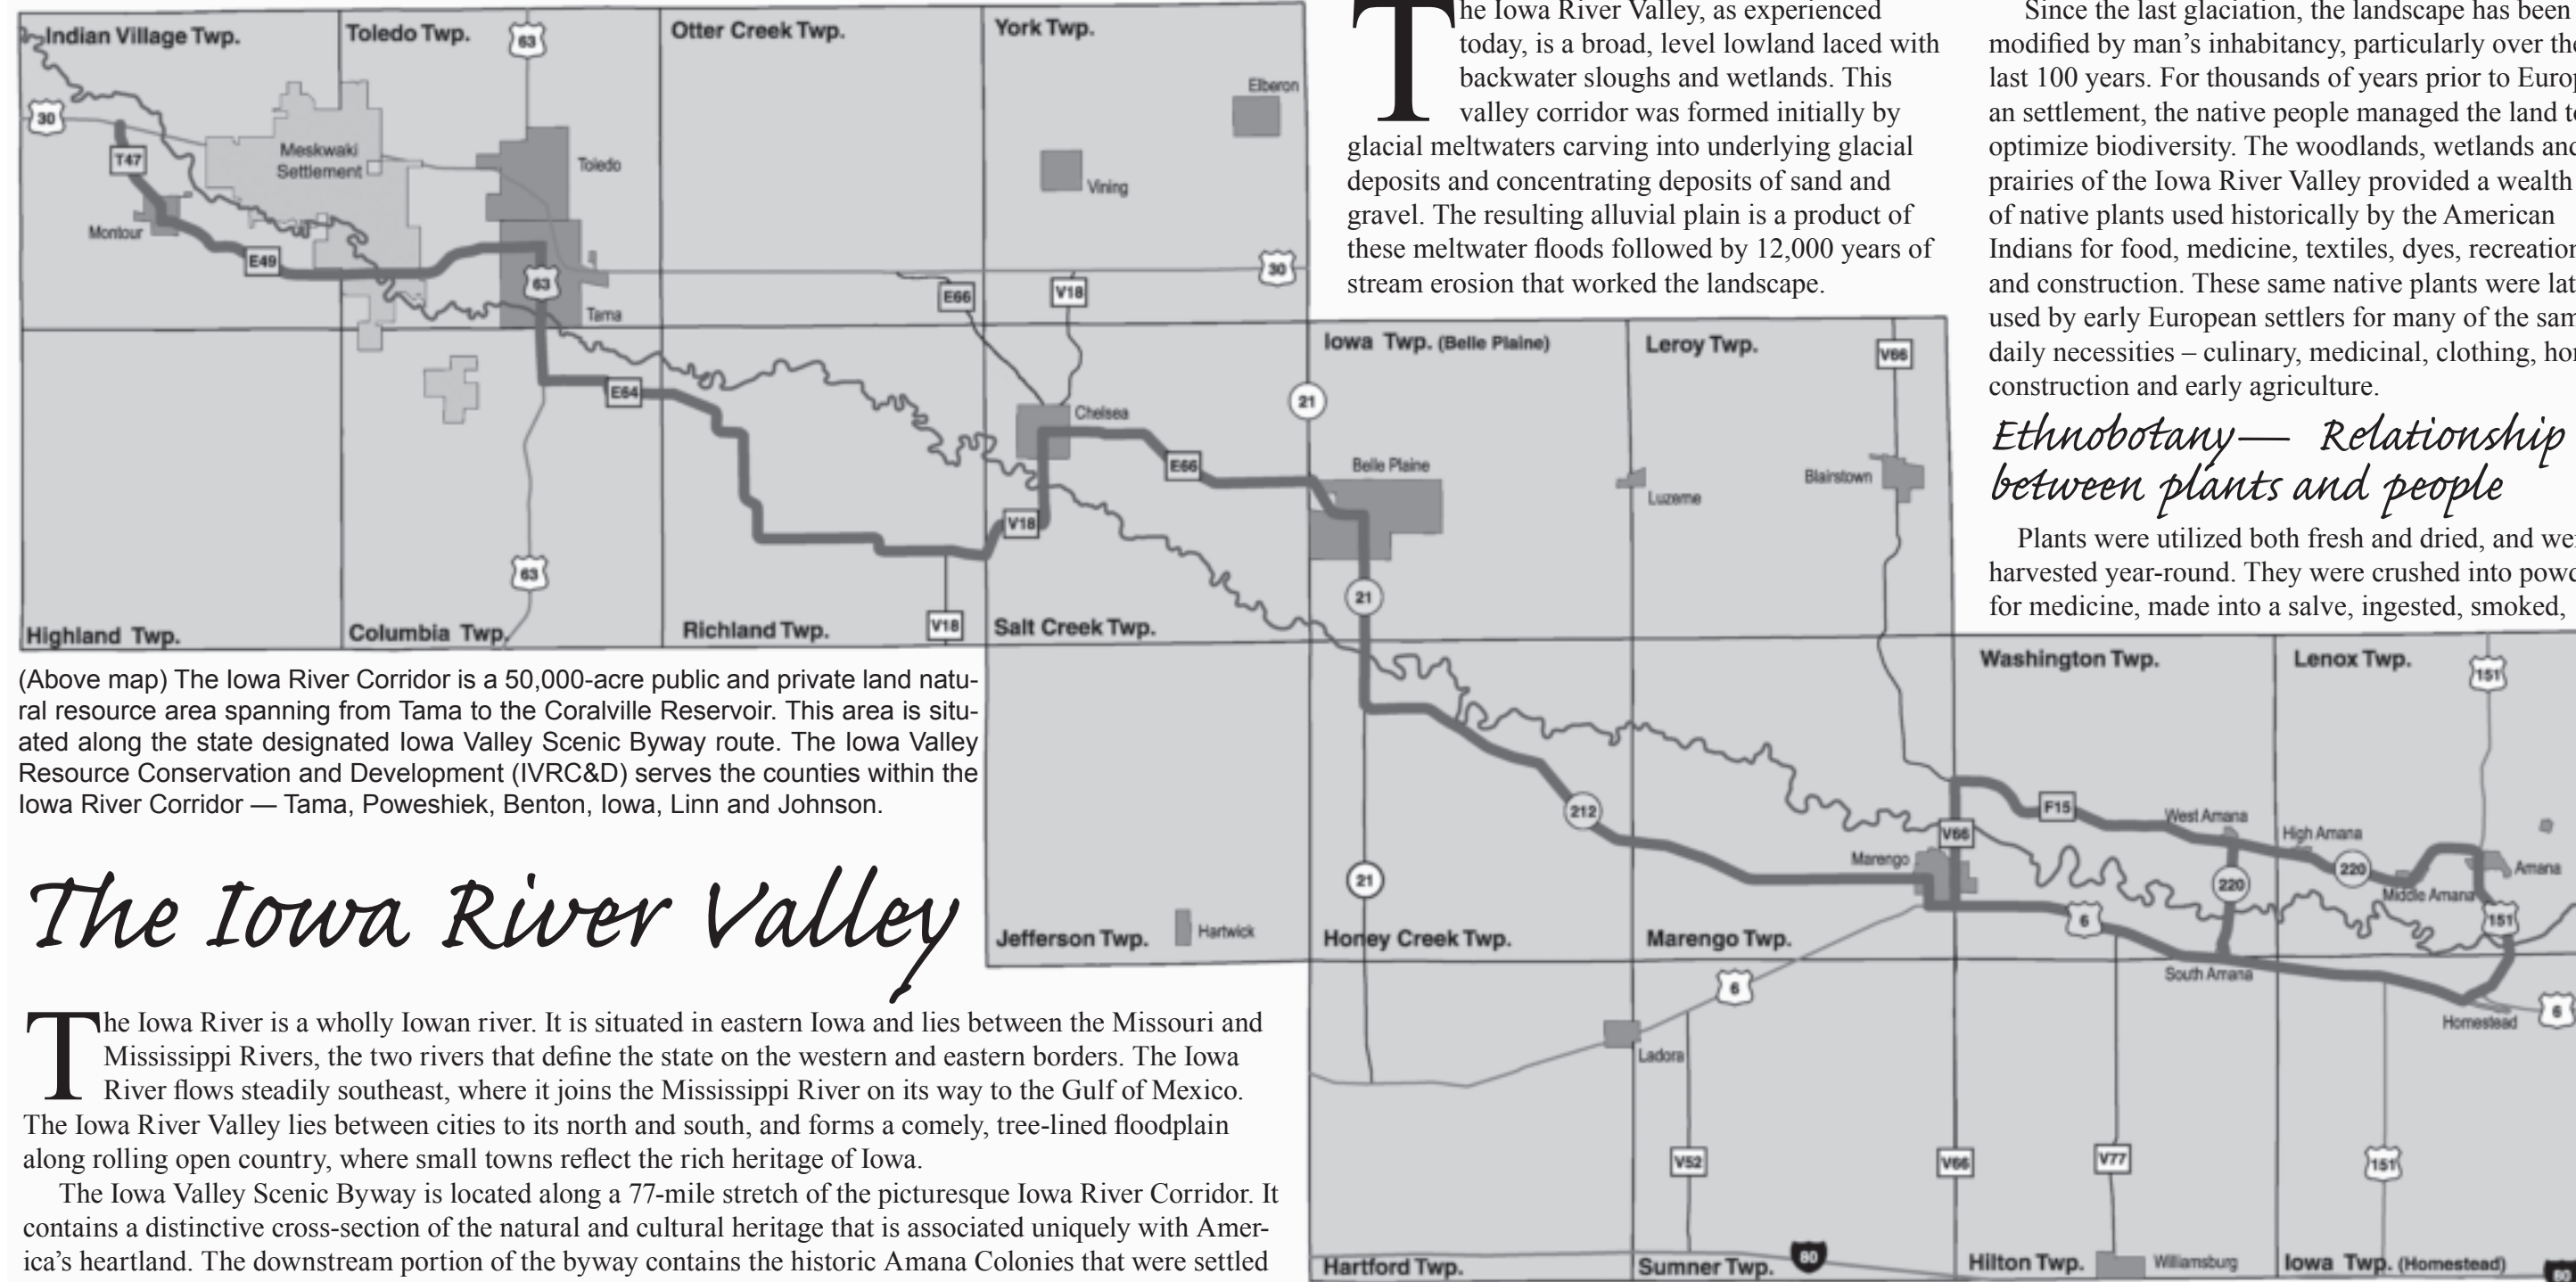 Indian Village Twp.
Toledo Twp.
63
Otter Creek Twp.
York Twp.
Elberon
30
T47
Meskwaki
Settlement
Toledo
Vining
Montour
E49
63
Tama
E66
V18
30
E64
Chelsea
21
E66
V18
63
V18
Highland Twp.
Columbia Twp.
Richland Twp.
Salt Creek Twp.
Iowa Twp. (Belle Plaine)
Leroy Twp.
V66
Belle Plaine
Luzerne
Blairstown
21
Washington Twp.
Lenox Twp.
151
212
F15
West Amana
High Amana
V66
Marengo
220
220
Middle Amana
Amana
151
21
6
Jefferson Twp.
Hartwick
Honey Creek Twp.
Marengo Twp.
South Amana
6
Homestead
6
Ladora
V52
V66
V77
151
Hartford Twp.
Sumner Twp.
80
Hilton Twp.
Williamsburg
Iowa Twp. (Homestead)
(Above map) The Iowa River Corridor is a 50,000-acre public and private land natu-
ral resource area spanning from Tama to the Coralville Reservoir. This area is situ-
ated along the state designated Iowa Valley Scenic Byway route. The Iowa Valley
Resource Conservation and Development (IVRC&D) serves the counties within the
Iowa River Corridor — Tama, Poweshiek, Benton, Iowa, Linn and Johnson.
The Iowa River Valley
The Iowa River is a wholly Iowan river. It is situated in eastern Iowa and lies between the Missouri and
Mississippi Rivers, the two rivers that define the state on the western and eastern borders. The Iowa
River flows steadily southeast, where it joins the Mississippi River on its way to the Gulf of Mexico.
The Iowa River Valley lies between cities to its north and south, and forms a comely, tree-lined floodplain
along rolling open country, where small towns reflect the rich heritage of Iowa.
The Iowa Valley Scenic Byway is located along a 77-mile stretch of the picturesque Iowa River Corridor. It
contains a distinctive cross-section of the natural and cultural heritage that is associated uniquely with Amer-
ica's heartland. The downstream portion of the byway contains the historic Amana Colonies that were settled
The Iowa River Valley, as experienced
today, is a broad, level lowland laced with
backwater sloughs and wetlands. This
valley corridor was formed initially by
glacial meltwaters carving into underlying glacial
deposits and concentrating deposits of sand and
gravel. The resulting alluvial plain is a product of
these meltwater floods followed by 12,000 years of
stream erosion that worked the landscape.
Since the last glaciation, the landscape has been
modified by man's inhabitancy, particularly over the
last 100 years. For thousands of years prior to Europ
an settlement, the native people managed the land to
optimize biodiversity. The woodlands, wetlands and
prairies of the Iowa River Valley provided a wealth
of native plants used historically by the American
Indians for food, medicine, textiles, dyes, recreation
and construction. These same native plants were lat
used by early European settlers for many of the sam
daily necessities – culinary, medicinal, clothing, ho
construction and early agriculture.
Ethnobotany— Relationship
between plants and people
Plants were utilized both fresh and dried, and we
harvested year-round. They were crushed into powd
for medicine, made into a salve, ingested, smoked,